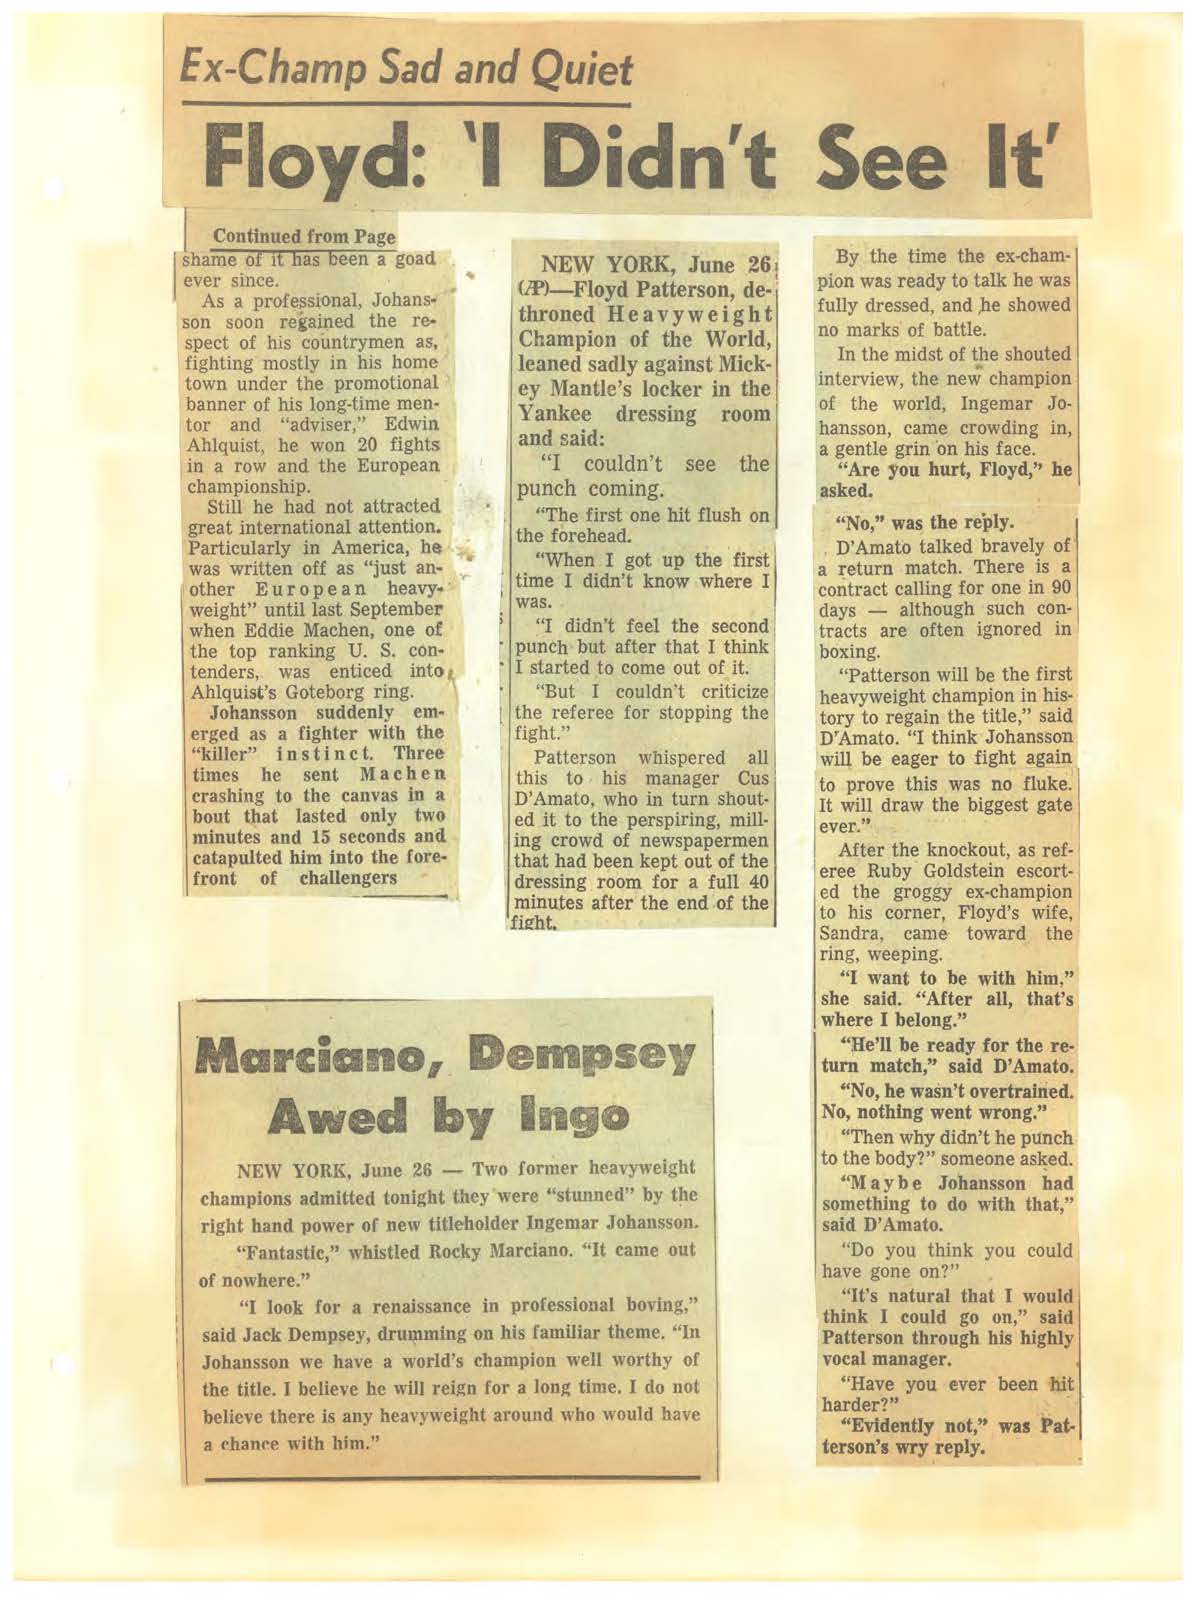 Ex-Champ Sad and Quiet
Floyd: 'I Didn't See It'
Continued from Page
shame of it has been a goad
ever since.
As a professional, Johans-
son soon regained the re-
spect of his countrymen as,
fighting mostly in his home
town under the promotional
banner of his long-time men-
tor and "adviser," Edwin
Ahlquist, he won 20 fights
in a row and the European
championship.
Still he had not attracted
great international attention.
Particularly in America, he
was written off as "just an-
other European heavy-
weight" until last September
when Eddie Machen, one of
the top ranking U. S. con-
tenders, was enticed into
Ahlquist's Goteborg ring.
Johansson suddenly em-
erged as a fighter with the
"killer" instinct. Three
times he sent Machen
crashing to the canvas in a
bout that lasted only two
minutes and 15 seconds and
catapulted him into the fore-
front of challengers
NEW YORK, June 26
(AP)—Floyd Patterson, de-
throned Heavyweight
Champion of the World,
leaned sadly against Mick-
ey Mantle's locker in the
Yankee dressing room
and said:
"I couldn't see the
punch coming.
"The first one hit flush on
the forehead.
"When I got up the first
time I didn't know where I
was.
"I didn't feel the second
punch but after that I think
I started to come out of it.
"But I couldn't criticize
the referee for stopping the
fight."
Patterson whispered all
this to his manager Cus
D'Amato, who in turn shout-
ed it to the perspiring, mill-
ing crowd of newspapermen
that had been kept out of the
dressing room for a full 40
minutes after the end of the
fight.
By the time the ex-cham-
pion was ready to talk he was
fully dressed, and he showed
no marks of battle.
In the midst of the shouted
interview, the new champion
of the world, Ingemar Jo-
hansson, came crowding in,
a gentle grin on his face.
"Are you hurt, Floyd," he
asked.
"No," was the reply.
D'Amato talked bravely of
a return match. There is a
contract calling for one in 90
days — although such con-
tracts are often ignored in
boxing.
"Patterson will be the first
heavyweight champion in his-
tory to regain the title," said
D'Amato. "I think Johansson
will be eager to fight again
to prove this was no fluke.
It will draw the biggest gate
ever."
After the knockout, as ref-
eree Ruby Goldstein escort-
ed the groggy ex-champion
to his corner, Floyd's wife,
Sandra, came toward the
ring, weeping.
"I want to be with him,"
she said. "After all, that's
where I belong."
"He'll be ready for the re-
turn match," said D'Amato.
"No, he wasn't overtrained.
No, nothing went wrong."
"Then why didn't he punch
to the body?" someone asked.
"Maybe Johansson had
something to do with that,"
said D'Amato.
"Do you think you could
have gone on?"
"It's natural that I would
think I could go on," said
Patterson through his highly
vocal manager.
"Have you ever been hit
harder?"
"Evidently not," was Pat-
terson's wry reply.
Marciano, Dempsey
Awed by Ingo
NEW YORK, June 26 — Two former heavyweight
champions admitted tonight they were "stunned" by the
right hand power of new titleholder Ingemar Johansson.
"Fantastic," whistled Rocky Marciano. "It came out
of nowhere."
"I look for a renaissance in professional boving,"
said Jack Dempsey, drumming on his familiar theme. "In
Johansson we have a world's champion well worthy of
the title. I believe he will reign for a long time. I do not
believe there is any heavyweight around who would have
a chance with him."